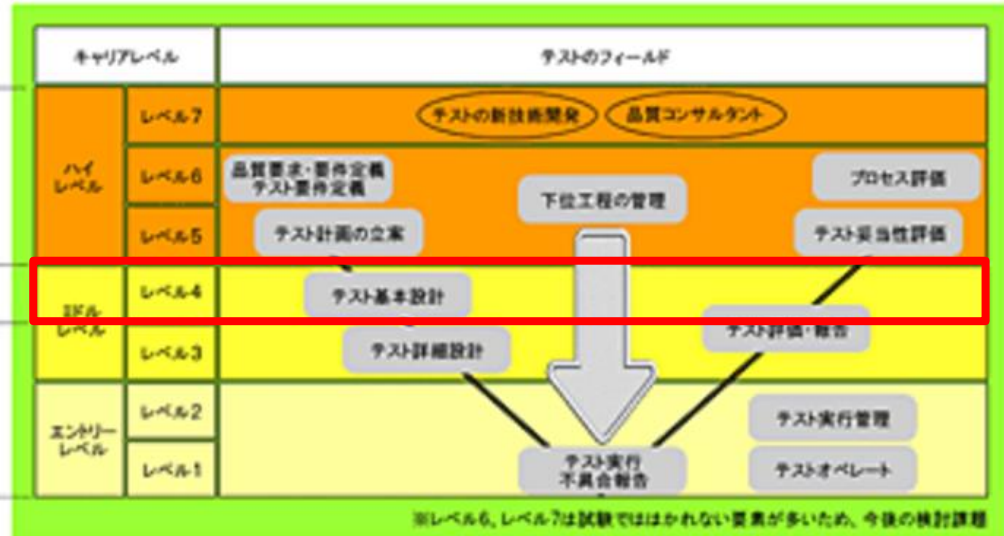 キャリアレベル
テストのフィールド
ハイ
レベル
レベル7
テストの新技術開発
品質コンサルタント
レベル6
品質要求・要件定義
テスト要件定義
下位工程の管理
プロセス評価
レベル5
テスト計画の立案
テスト妥当性評価
ミドル
レベル
レベル4
テスト基本設計
テスト評価・報告
レベル3
テスト詳細設計
エントリー
レベル
レベル2
テスト実行管理
レベル1
テスト実行
不具合報告
テストオペレート
※レベル6、レベル7は試験でははかれない要素が多いため、今後の検討課題